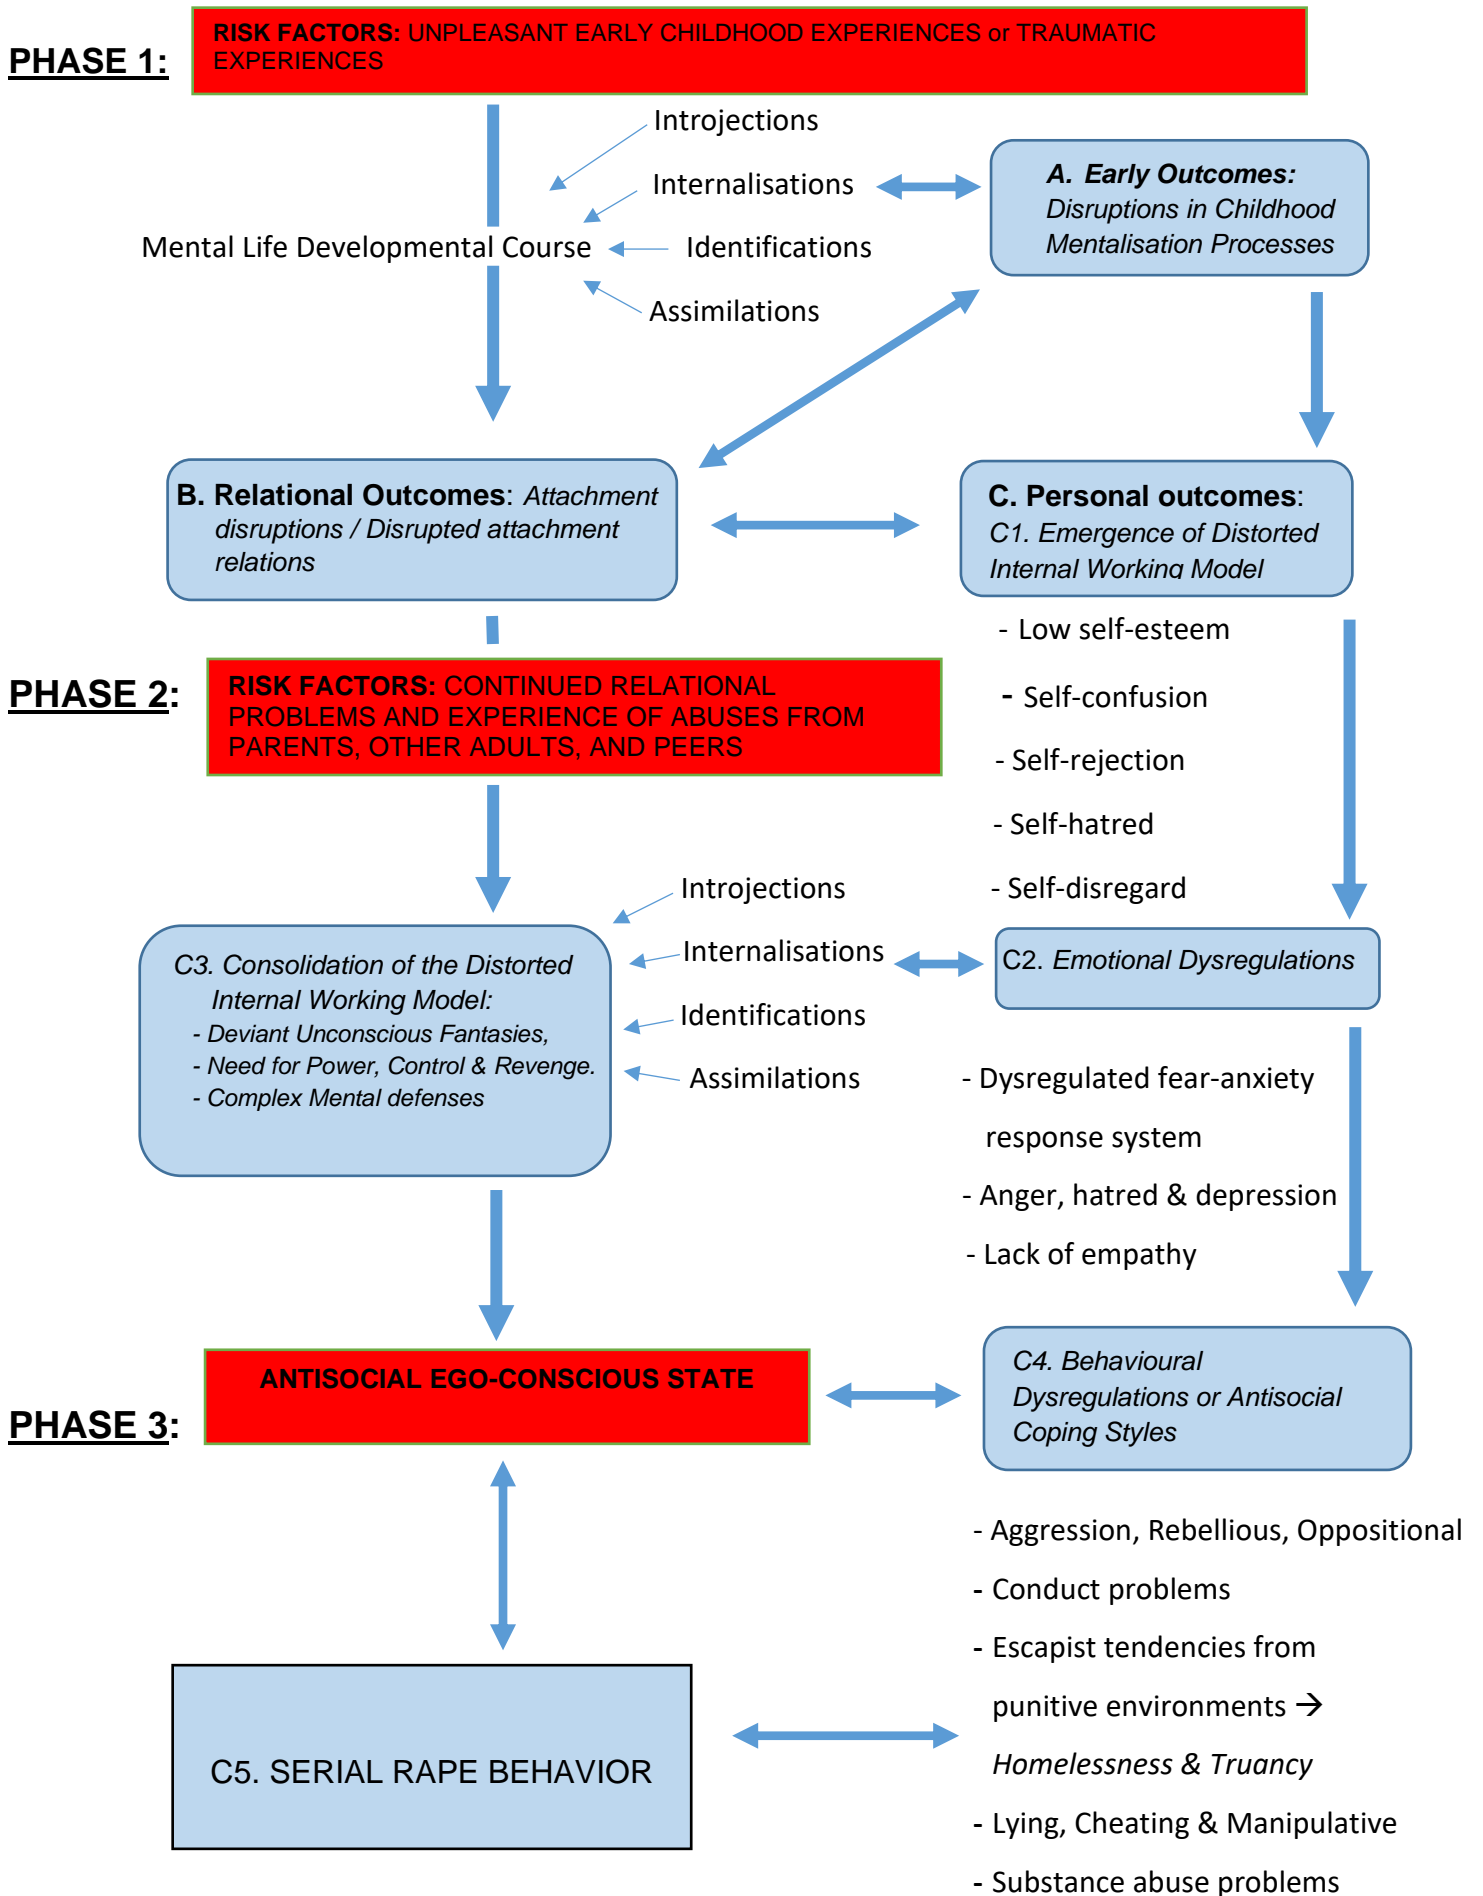 RISK FACTORS: UNPLEASANT EARLY CHILDHOOD EXPERIENCES or TRAUMATIC
EXPERIENCES
PHASE 1:
Introjections
Internalisations
Mental Life Developmental Course
Identifications
Assimilations
A. Early Outcomes:
Disruptions in Childhood
Mentalisation Processes
B. Relational Outcomes: Attachment
disruptions / Disrupted attachment
relations
C. Personal outcomes:
C1. Emergence of Distorted
Internal Working Model
- Low self-esteem
- Self-confusion
- Self-rejection
- Self-hatred
- Self-disregard
PHASE 2:
RISK FACTORS: CONTINUED RELATIONAL
PROBLEMS AND EXPERIENCE OF ABUSES FROM
PARENTS, OTHER ADULTS, AND PEERS
Introjections
Internalisations
Identifications
Assimilations
C2. Emotional Dysregulations
C3. Consolidation of the Distorted
Internal Working Model:
- Deviant Unconscious Fantasies,
- Need for Power, Control & Revenge.
- Complex Mental defenses
- Dysregulated fear-anxiety
response system
- Anger, hatred & depression
- Lack of empathy
ANTISOCIAL EGO-CONSCIOUS STATE
PHASE 3:
C4. Behavioural
Dysregulations or Antisocial
Coping Styles
- Aggression, Rebellious, Oppositional
- Conduct problems
- Escapist tendencies from
punitive environments →
Homelessness & Truancy
- Lying, Cheating & Manipulative
- Substance abuse problems
C5. SERIAL RAPE BEHAVIOR